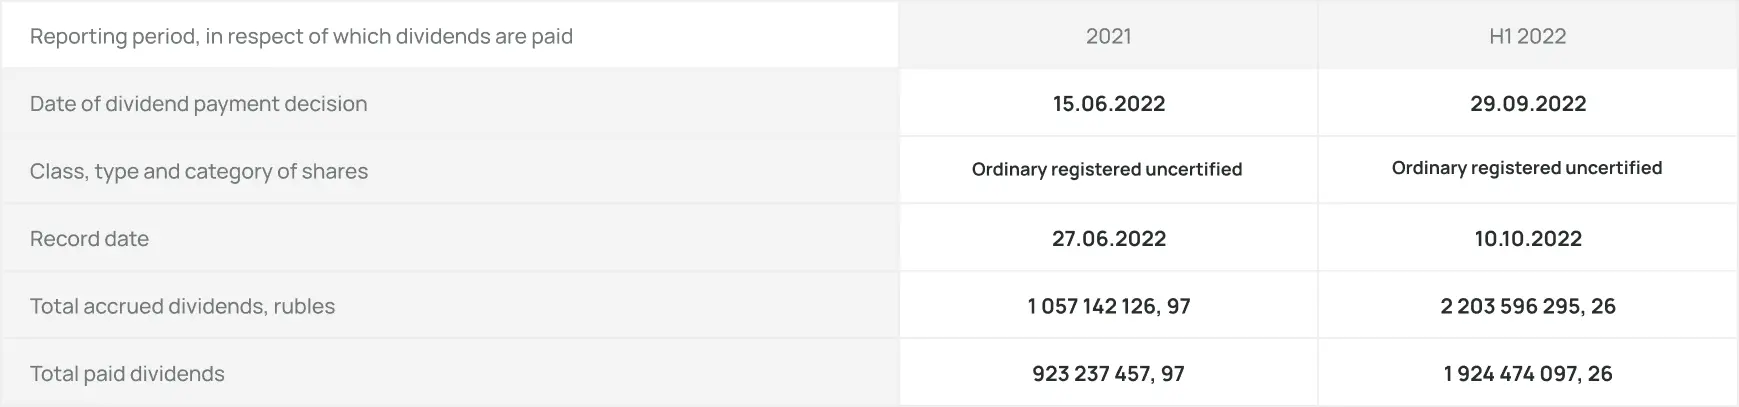 Reporting period, in respect of which dividends are paid 2021 H1 2022
Date of dividend payment decision 15.06.2022 29.09.2022
Class, type and category of shares Ordinary registered uncertified Ordinary registered uncertified
Record date 27.06.2022 10.10.2022
Total accrued dividends, rubles 1 057 142 126, 97 2 203 596 295, 26
Total paid dividends 923 237 457, 97 1 924 474 097, 26